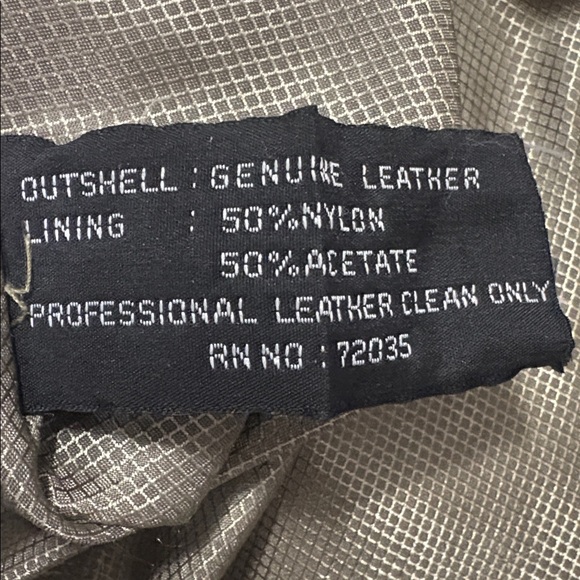 OUTSHELL : GENUINE LEATHER
LINING : 50% NYLON
50% ACETATE
PROFESSIONAL LEATHER CLEAN ONLY
RN NO : 72035